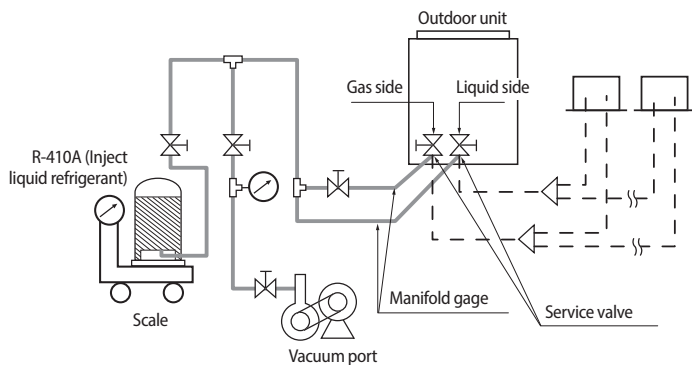 Outdoor unit
Gas side
Liquid side
R-410A (Inject
liquid refrigerant)
Manifold gage
Service valve
Scale
Vacuum port